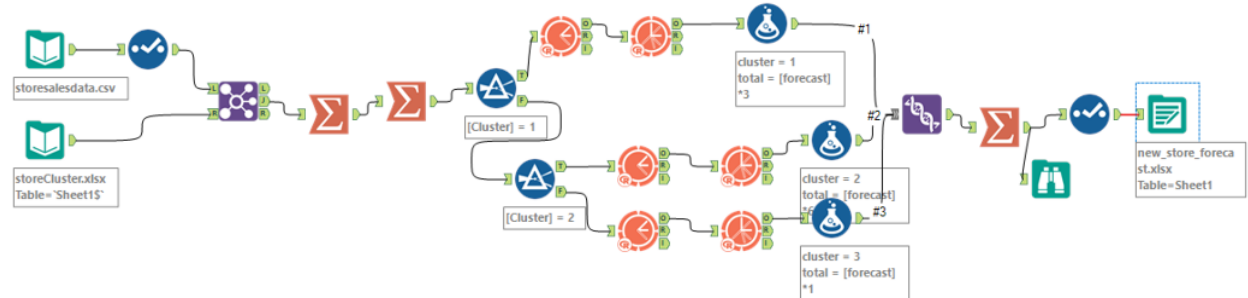 storesalesdata.csv
storeCluster.xlsx
Table=`Sheet1$`
L
R
L
J
R
[Cluster] = 1
T
F
[Cluster] = 2
T
F
O
R
I
O
R
I
cluster = 1
total = [forecast]
*3
O
R
I
O
R
I
cluster = 2
total = [forecast]
O
R
I
O
R
I
cluster = 3
total = [forecast]
*1
#1
#2
#3
new_store_foreca
st.xlsx
Table=Sheet1